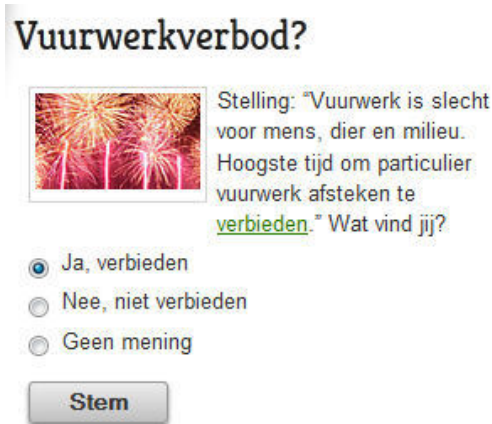 Vuurwerkverbod?
Stelling: “Vuurwerk is slecht
voor mens, dier en milieu.
Hoogste tijd om particulier
vuurwerk afsteken te
verbieden.” Wat vind jij?
Ja, verbieden
Nee, niet verbieden
Geen mening
Stem